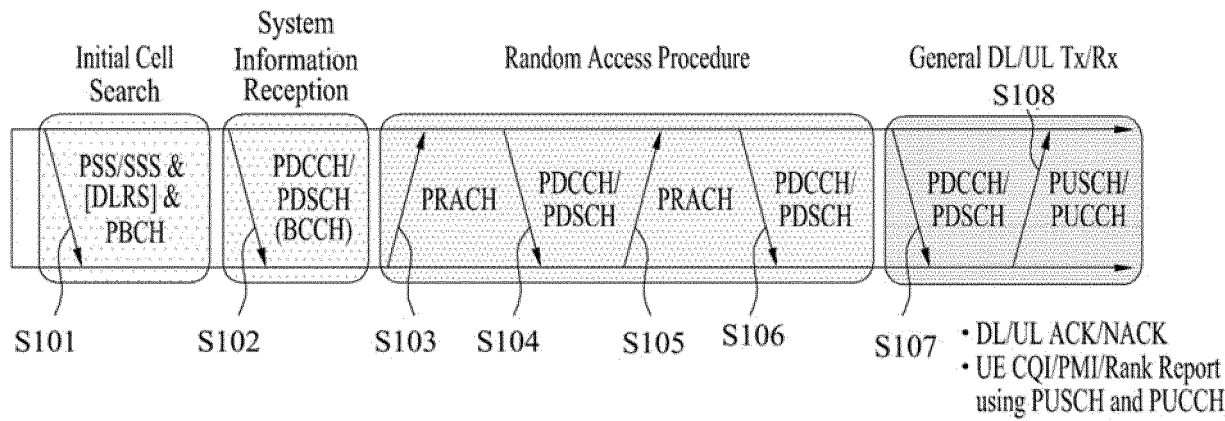 Initial Cell
Search
System
Information
Reception
Random Access Procedure
General DL/UL Tx/Rx
S108
PSS/SSS &
[DLRS] &
PBCH
PDCCH/
PDSCH
(BCCH)
PRACH
PDCCH/
PDSCH
PRACH
PDCCH/
PDSCH
PDCCH/
PDSCH
PUSCH/
PUCCH
S101
S102
S103
S104
S105
S106
S107
• DL/UL ACK/NACK
• UE CQI/PMI/Rank Report
using PUSCH and PUCCH